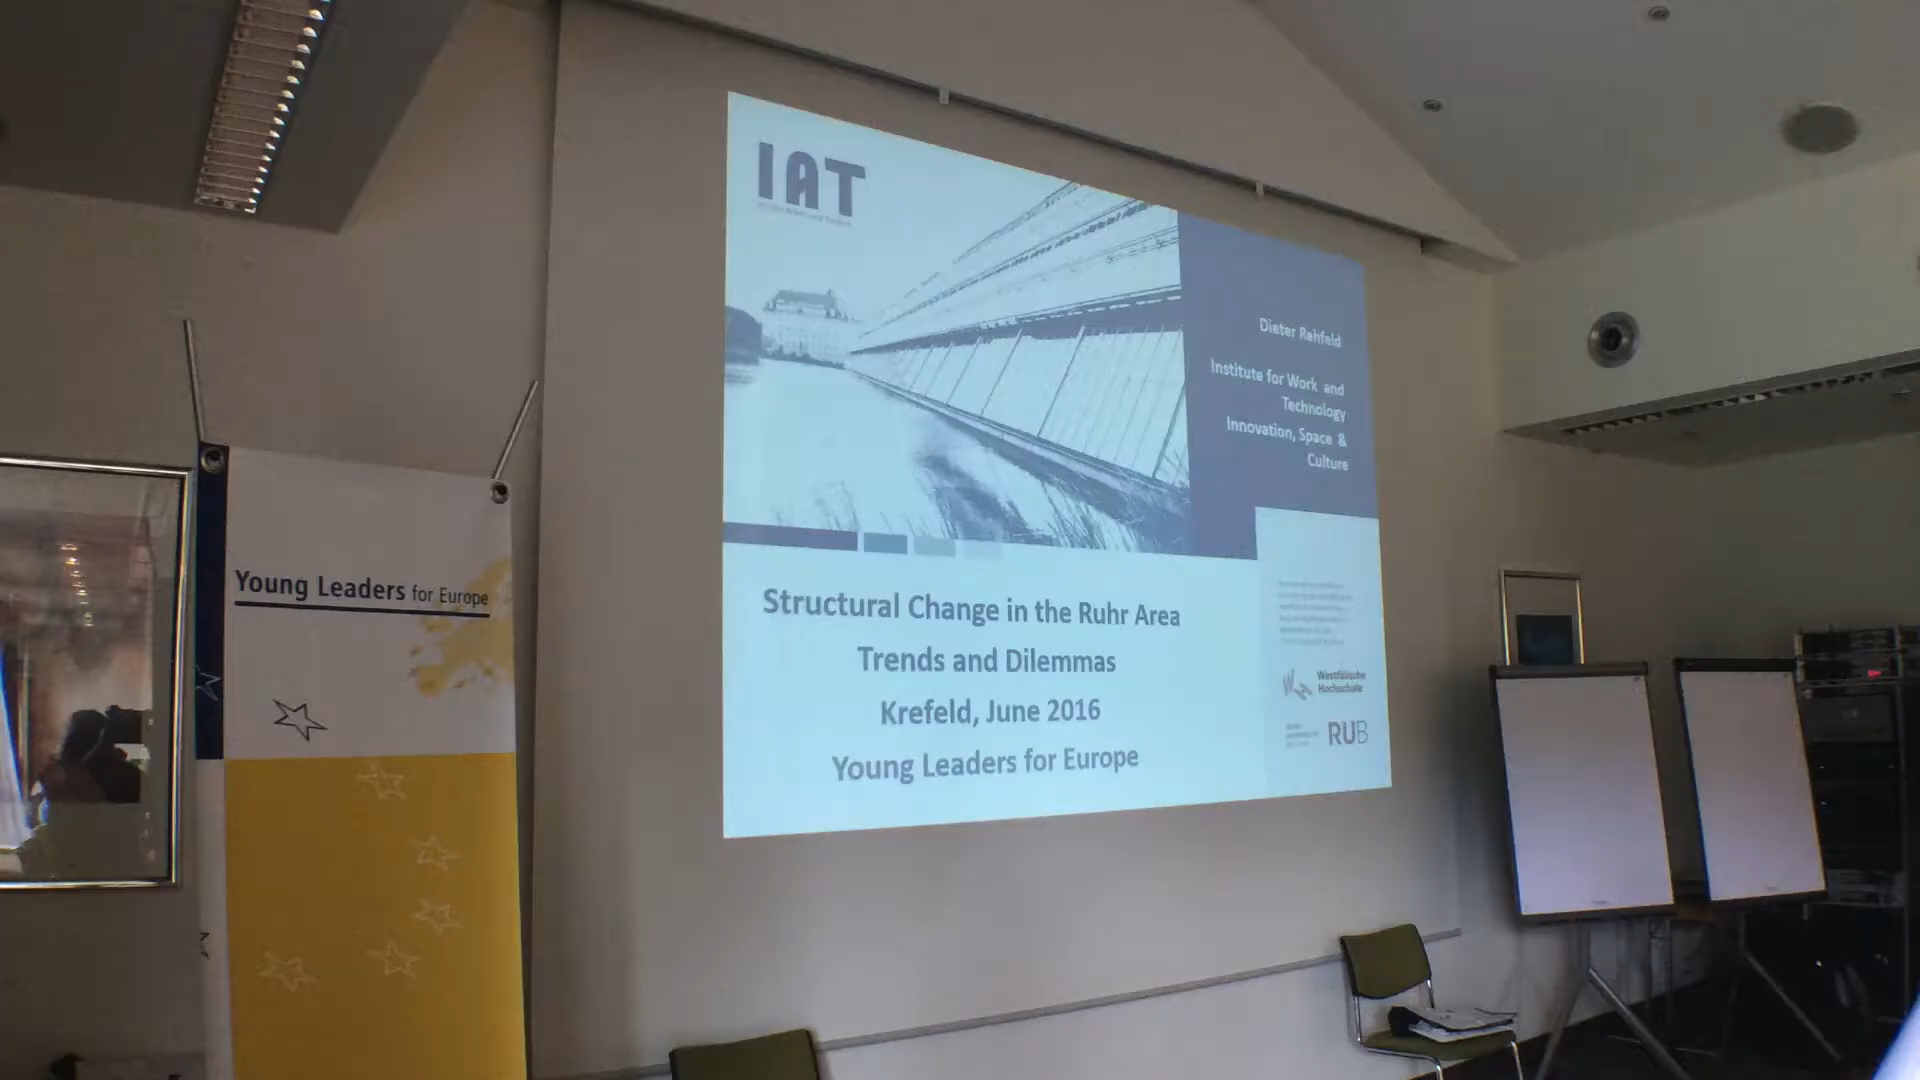 IAT
Dieter Rehfeld
Institute for Work and
Technology
Innovation, Space &
Culture
Young Leaders for Europe
Structural Change in the Ruhr Area
Trends and Dilemmas
Krefeld, June 2016
Young Leaders for Europe
Westfälische
Hochschule
RUB